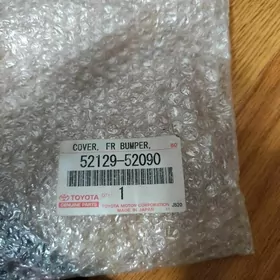 COVER, FR BUMPER,
52129-52090
TOYOTA
GENUINE PARTS
1
TOYOTA MOTOR CORPORATION
MADE IN JAPAN